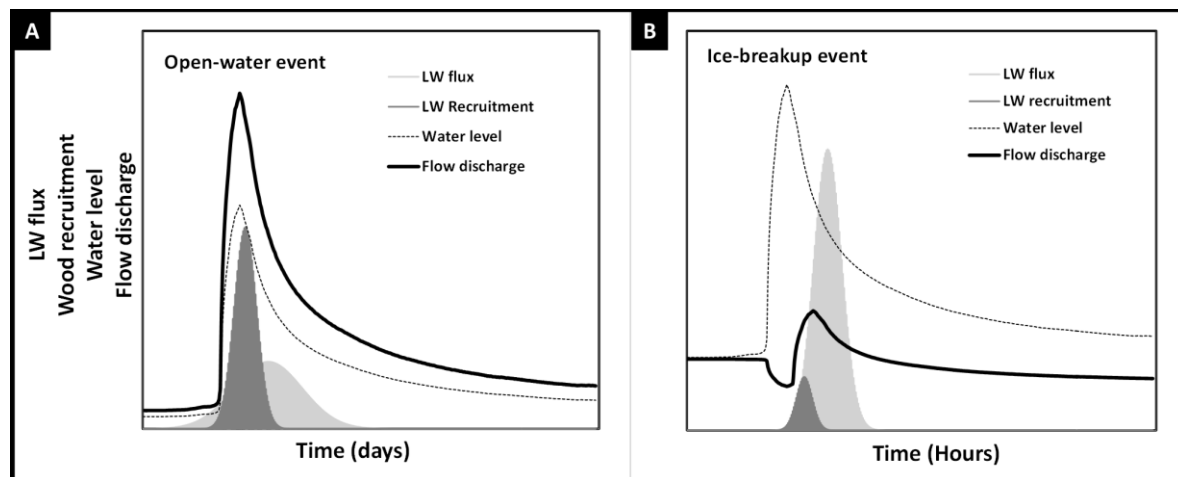 A
Open-water event
LW flux
LW Recruitment
Water level
Flow discharge
LW flux
Wood recruitment
Water level
Flow discharge
Time (days)
B
Ice-breakup event
LW flux
LW recruitment
Water level
Flow discharge
Time (Hours)